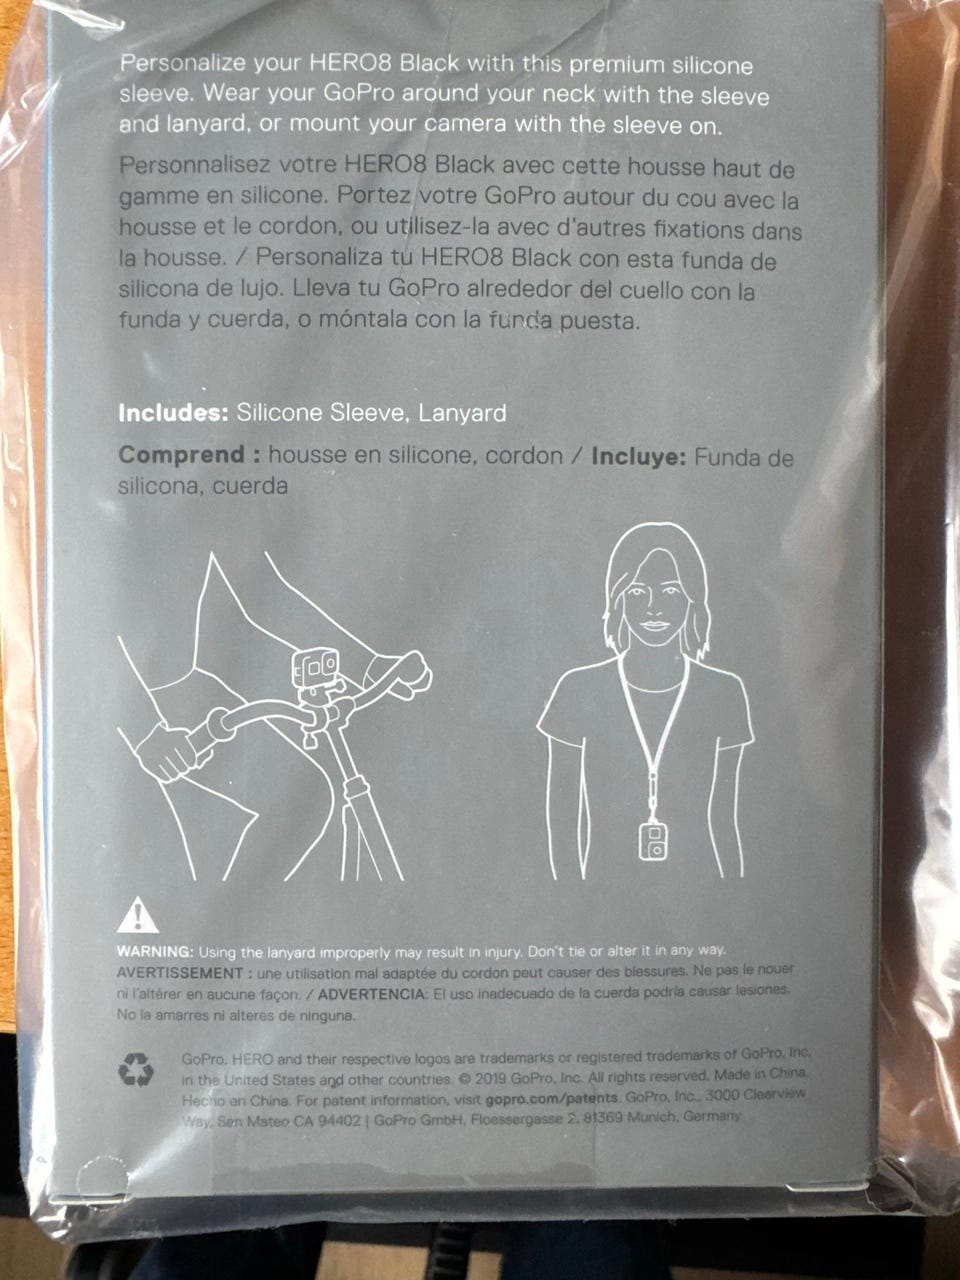 Personalize your HERO8 Black with this premium silicone
sleeve. Wear your GoPro around your neck with the sleeve
and lanyard, or mount your camera with the sleeve on.
Personnalisez votre HERO8 Black avec cette housse haut de
gamme en silicone. Portez votre GoPro autour du cou avec la
housse et le cordon, ou utilisez-la avec d'autres fixations dans
la housse. / Personaliza tu HERO8 Black con esta funda de
silicona de lujo. Lleva tu GoPro alrededor del cuello con la
funda y cuerda, o móntala con la funda puesta.
Includes: Silicone Sleeve, Lanyard
Comprend : housse en silicone, cordon / Incluye: Funda de
silicona, cuerda
WARNING: Using the lanyard improperly may result in injury. Don't tie or alter it in any way.
AVERTISSEMENT : une utilisation mal adaptée du cordon peut causer des blessures. Ne pas le nouer
ni l'altérer en aucune façon. / ADVERTENCIA: El uso inadecuado de la cuerda podría causar lesiones.
No la amarres ni alteres de ninguna.
GoPro, HERO and their respective logos are trademarks or registered trademarks of GoPro, Inc.
in the United States and other countries. © 2019 GoPro, Inc. All rights reserved. Made in China.
Hecho en China. For patent information, visit gopro.com/patents. GoPro, Inc., 3000 Clearview
Way, San Mateo CA 94402 | GoPro GmbH, Floessergasse 2, 81369 Munich, Germany